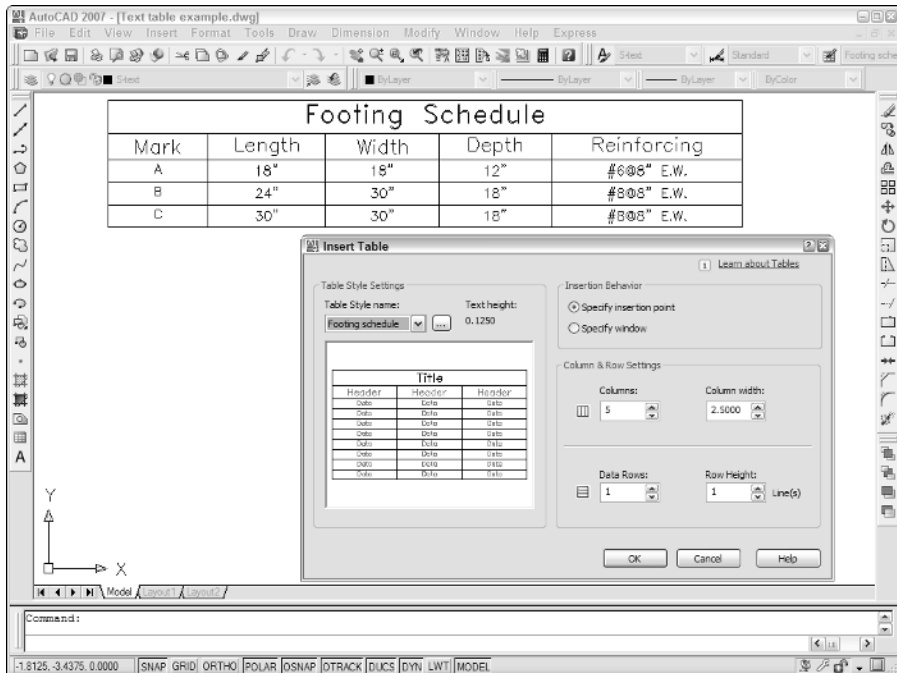 AutoCAD 2007 - [Text table example.dwg]
File Edit View Insert Format Tools Draw Dimension Modify Window Help Express
S-text Standard Footing sche
S-text ByLayer ByLayer ByLayer ByColor
Footing Schedule
Mark Length Width Depth Reinforcing
A 18" 18" 12" #6@8" E.W.
B 24" 30" 18" #8@8" E.W.
C 30" 30" 18" #8@8" E.W.
Insert Table
Learn about Tables
Table Style Settings
Table Style name: Text height:
Footing schedule ... 0.1250
Title
Header Header Header
Data Data Data
Data Data Data
Data Data Data
Data Data Data
Data Data Data
Data Data Data
Data Data Data
Data Data Data
Insertion Behavior
Specify insertion point
Specify window
Column & Row Settings
Columns: Column width:
5 2.5000
Data Rows: Row Height:
1 1 Line(s)
OK Cancel Help
A
Y
X
Model Layout1 Layout2
Command:
-1.8125, -3.4375, 0.0000 SNAP GRID ORTHO POLAR OSNAP OTRACK DUCS DYN LWT MODEL